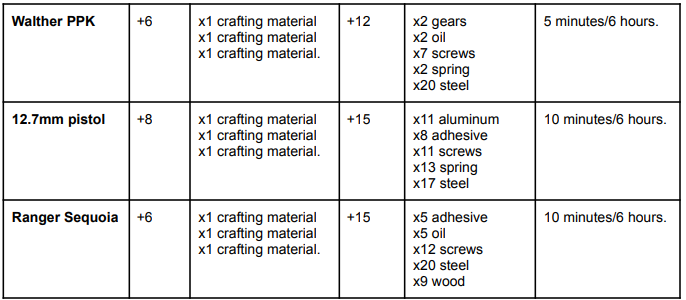 Walther PPK +6 x1 crafting material +12 x2 gears 5 minutes/6 hours.
x1 crafting material x2 oil
x1 crafting material. x7 screws
x2 spring
x20 steel
12.7mm pistol +8 x1 crafting material +15 x11 aluminum 10 minutes/6 hours.
x1 crafting material x8 adhesive
x1 crafting material. x11 screws
x13 spring
x17 steel
Ranger Sequoia +6 x1 crafting material +15 x5 adhesive 10 minutes/6 hours.
x1 crafting material x5 oil
x1 crafting material. x12 screws
x20 steel
x9 wood